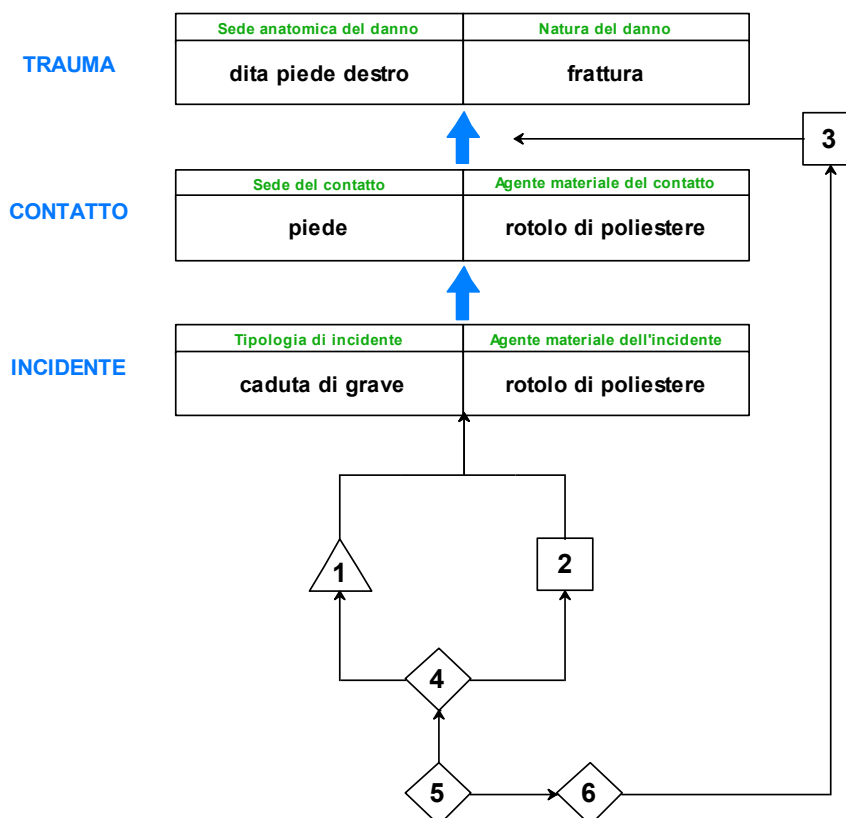 Sede anatomica del danno
Natura del danno
TRAUMA
dita piede destro
frattura
3
Sede del contatto
Agente materiale del contatto
CONTATTO
piede
rotolo di poliestere
Tipologia di incidente
Agente materiale dell'incidente
INCIDENTE
caduta di grave
rotolo di poliestere
1
2
4
5
6